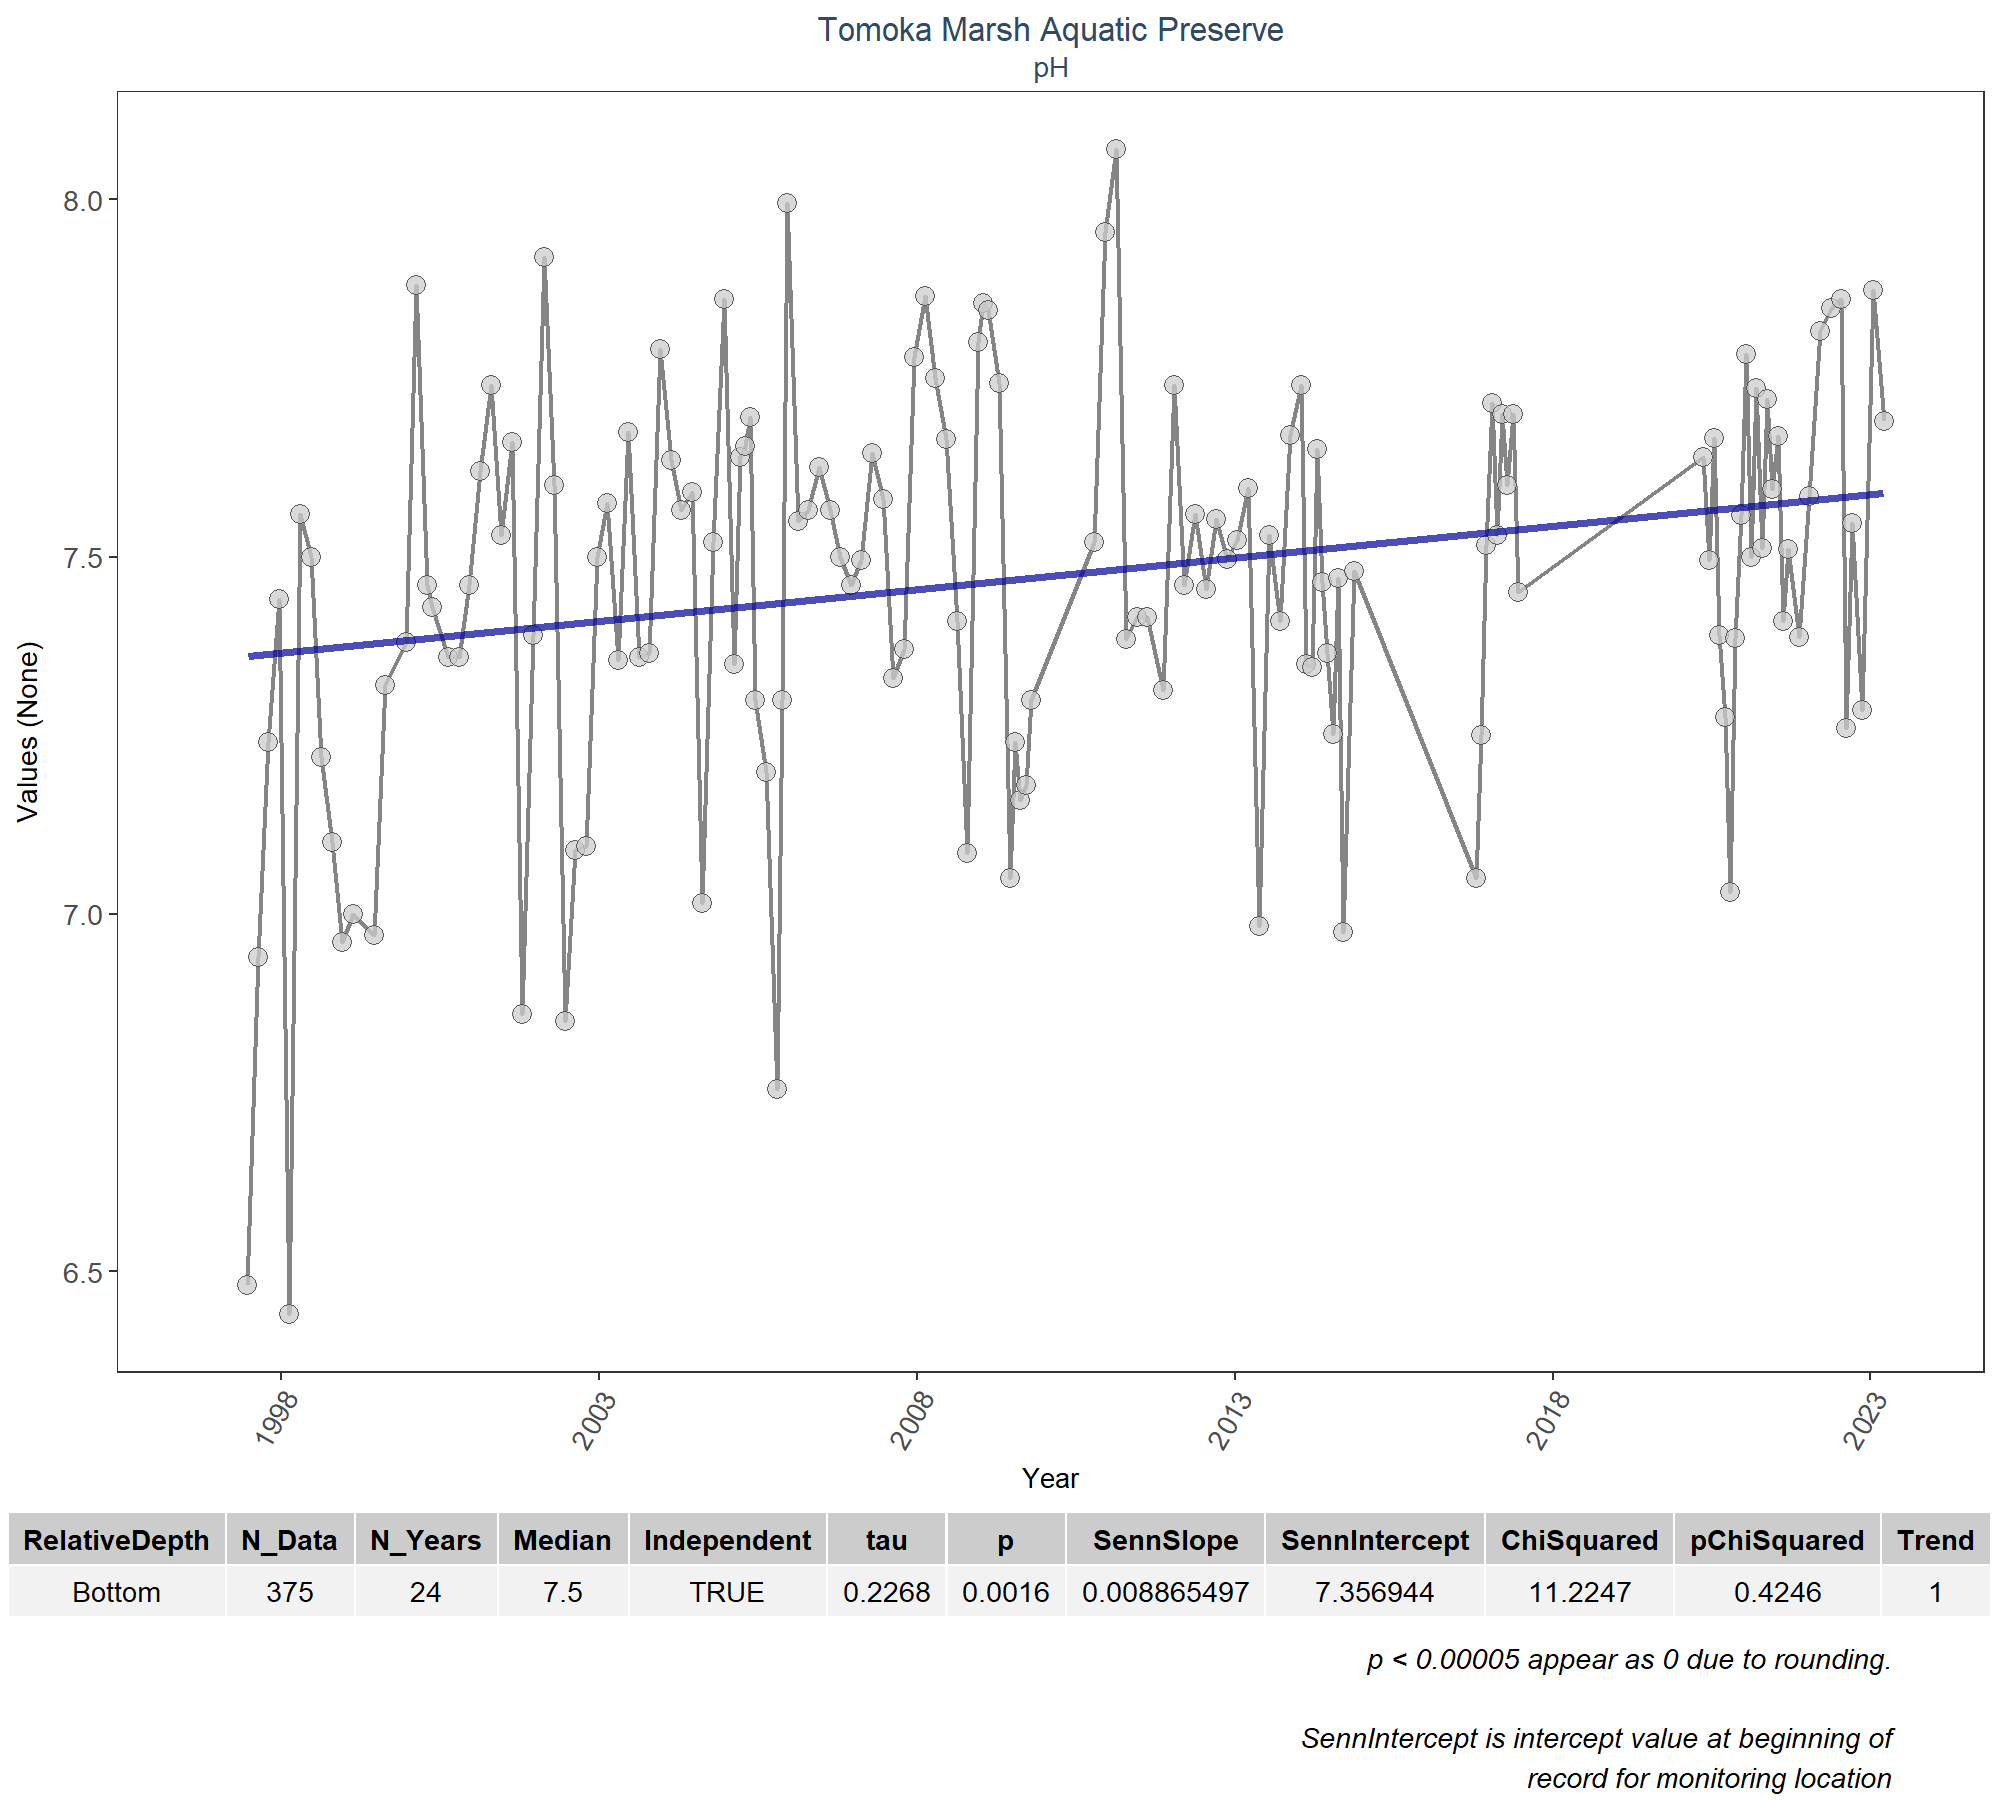 Tomoka Marsh Aquatic Preserve
pH
8.0
7.5
7.0
6.5
Values (None)
1998 2003 2008 2013 2018 2023
Year
RelativeDepth N_Data N_Years Median Independent tau p SennSlope SennIntercept ChiSquared pChiSquared Trend
Bottom 375 24 7.5 TRUE 0.2268 0.0016 0.008865497 7.356944 11.2247 0.4246 1
p < 0.00005 appear as 0 due to rounding.
SennIntercept is intercept value at beginning of
record for monitoring location